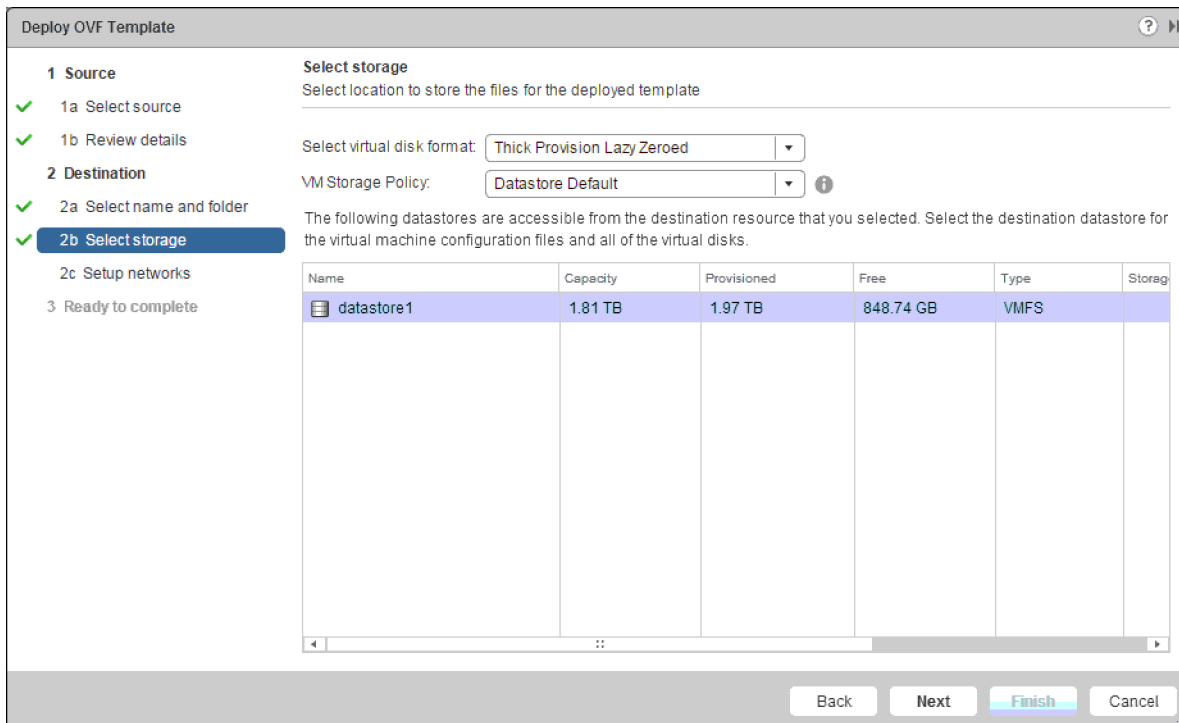 Deploy OVF Template
?
1 Source
1a Select source
1b Review details
2 Destination
2a Select name and folder
2b Select storage
2c Setup networks
3 Ready to complete
Select storage
Select location to store the files for the deployed template
Select virtual disk format: Thick Provision Lazy Zeroed
VM Storage Policy: Datastore Default
The following datastores are accessible from the destination resource that you selected. Select the destination datastore for
the virtual machine configuration files and all of the virtual disks.
Name Capacity Provisioned Free Type Storag
datastore1 1.81 TB 1.97 TB 848.74 GB VMFS
Back Next Finish Cancel